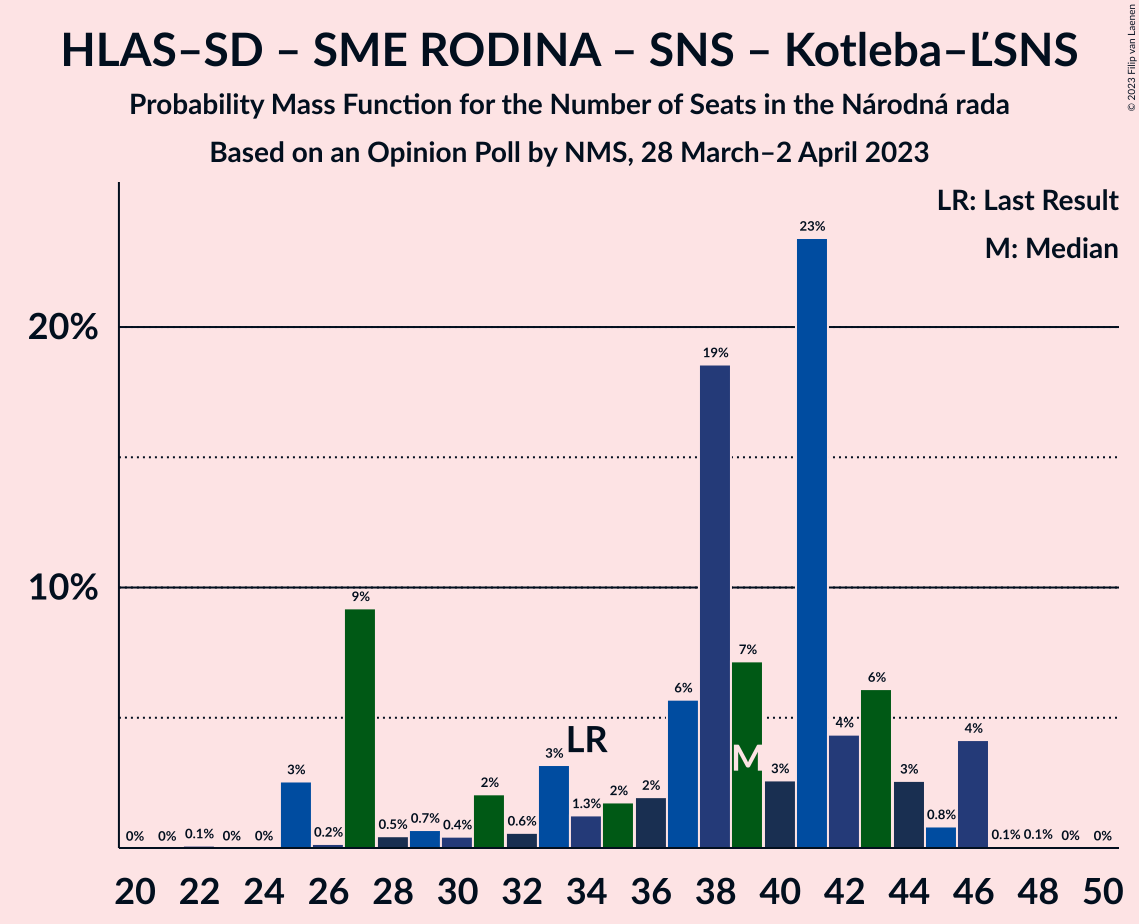 HLAS–SD – SME RODINA – SNS – Kotleba–ĽSNS
Probability Mass Function for the Number of Seats in the Národná rada
Based on an Opinion Poll by NMS, 28 March–2 April 2023
© 2023 Filip van Laenen
LR: Last Result
M: Median
20%
10%
0% 0% 0.1% 0% 0% 3% 0.2% 9% 0.5% 0.7% 0.4% 2% 0.6% 3% 1.3% 2% 2% 6% 19% 7% 3% 23% 4% 6% 3% 0.8% 4% 0.1% 0.1% 0% 0%
LR
M
20 22 24 26 28 30 32 34 36 38 40 42 44 46 48 50